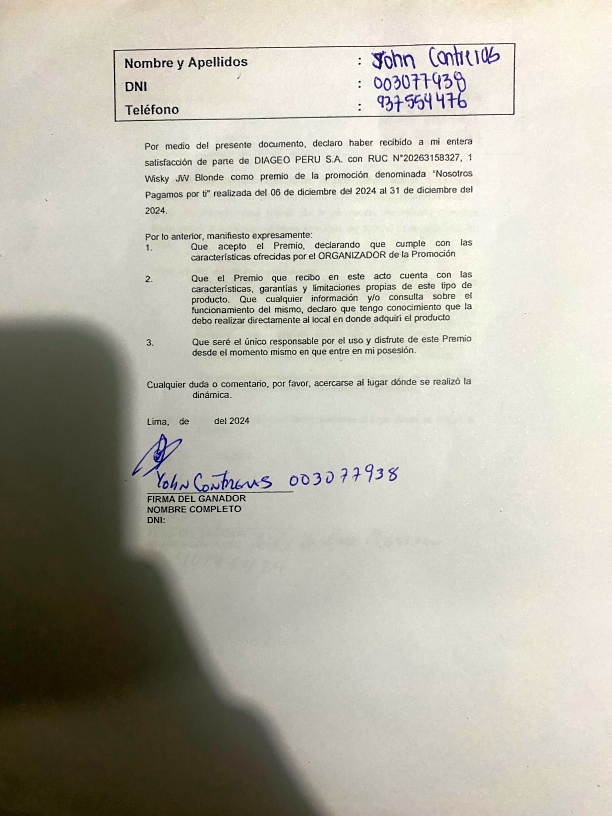 Nombre y Apellidos : John Contreras
DNI : 003077938
Teléfono : 937554476
Por medio del presente documento, declaro haber recibido a mi entera
satisfacción de parte de DIAGEO PERU S.A. con RUC N°20263158327, 1
Wisky JW Blonde como premio de la promoción denominada "Nosotros
Pagamos por ti" realizada del 06 de diciembre del 2024 al 31 de diciembre del
2024.
Por lo anterior, manifiesto expresamente:
1. Que acepto el Premio, declarando que cumple con las
características ofrecidas por el ORGANIZADOR de la Promoción
2. Que el Premio que recibo en este acto cuenta con las
características, garantías y limitaciones propias de este tipo de
producto. Que cualquier información y/o consulta sobre el
funcionamiento del mismo, declaro que tengo conocimiento que la
debo realizar directamente al local en donde adquirí el producto
3. Que seré el único responsable por el uso y disfrute de este Premio
desde el momento mismo en que entre en mi posesión.
Cualquier duda o comentario, por favor, acercarse al lugar dónde se realizó la
dinámica.
Lima, de del 2024
Yohn Contreras 003077938
FIRMA DEL GANADOR
NOMBRE COMPLETO
DNI: